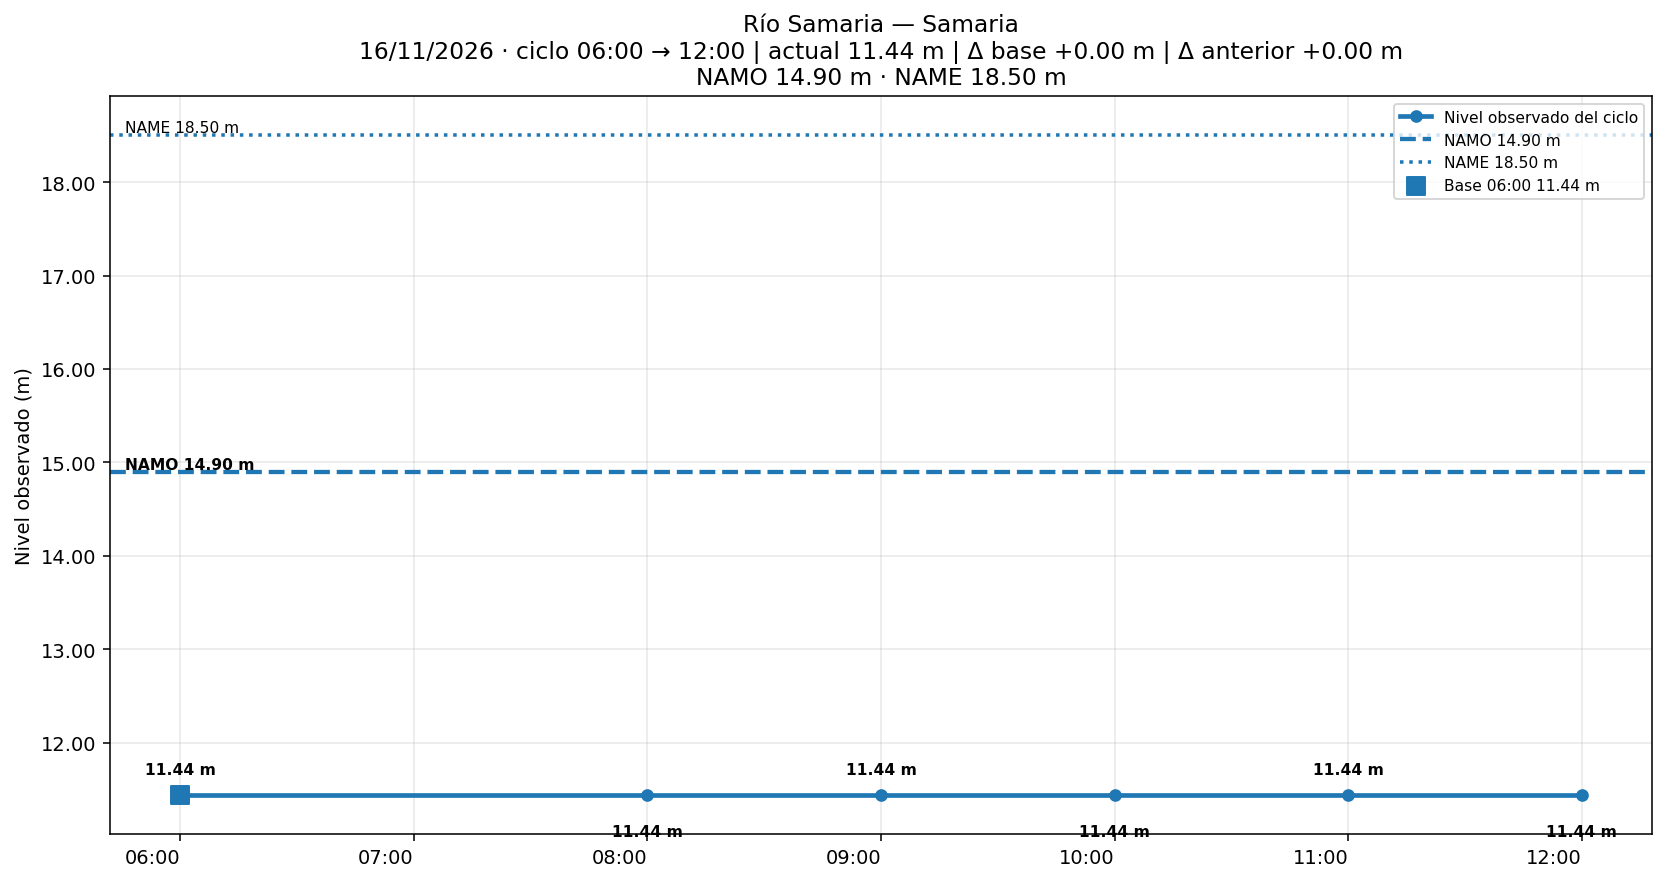 Río Samaria — Samaria
16/11/2026 · ciclo 06:00 → 12:00 | actual 11.44 m | Δ base +0.00 m | Δ anterior +0.00 m
NAMO 14.90 m · NAME 18.50 m
NAME 18.50 m
Nivel observado del ciclo
NAMO 14.90 m
NAME 18.50 m
Base 06:00 11.44 m
Nivel observado (m)
18.00
17.00
16.00
15.00
14.00
13.00
12.00
NAMO 14.90 m
11.44 m
11.44 m
11.44 m
11.44 m
11.44 m
11.44 m
06:00
07:00
08:00
09:00
10:00
11:00
12:00